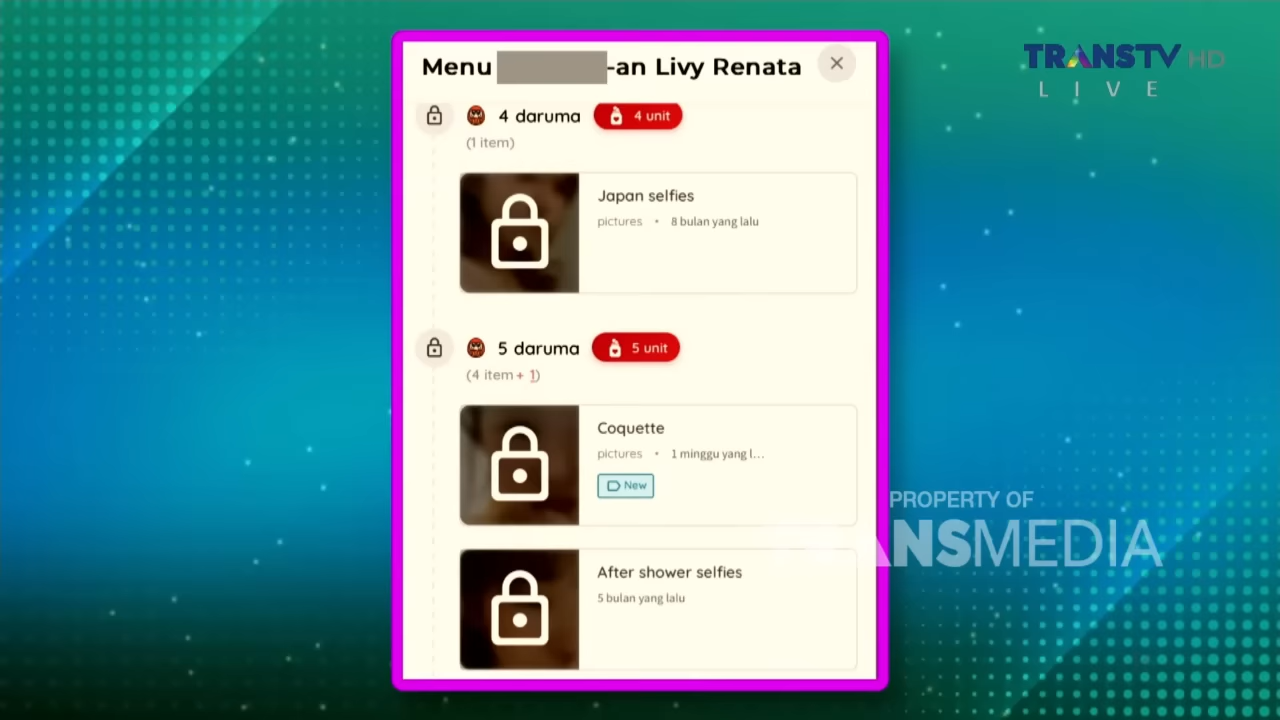 Menu -an Livy Renata
TRANSTV HD
LIVE
4 daruma 4 unit
(1 item)
Japan selfies
pictures • 8 bulan yang lalu
5 daruma 5 unit
(4 item + 1)
Coquette
pictures • 1 minggu yang l...
New
PROPERTY OF
TRANSMEDIA
After shower selfies
5 bulan yang lalu